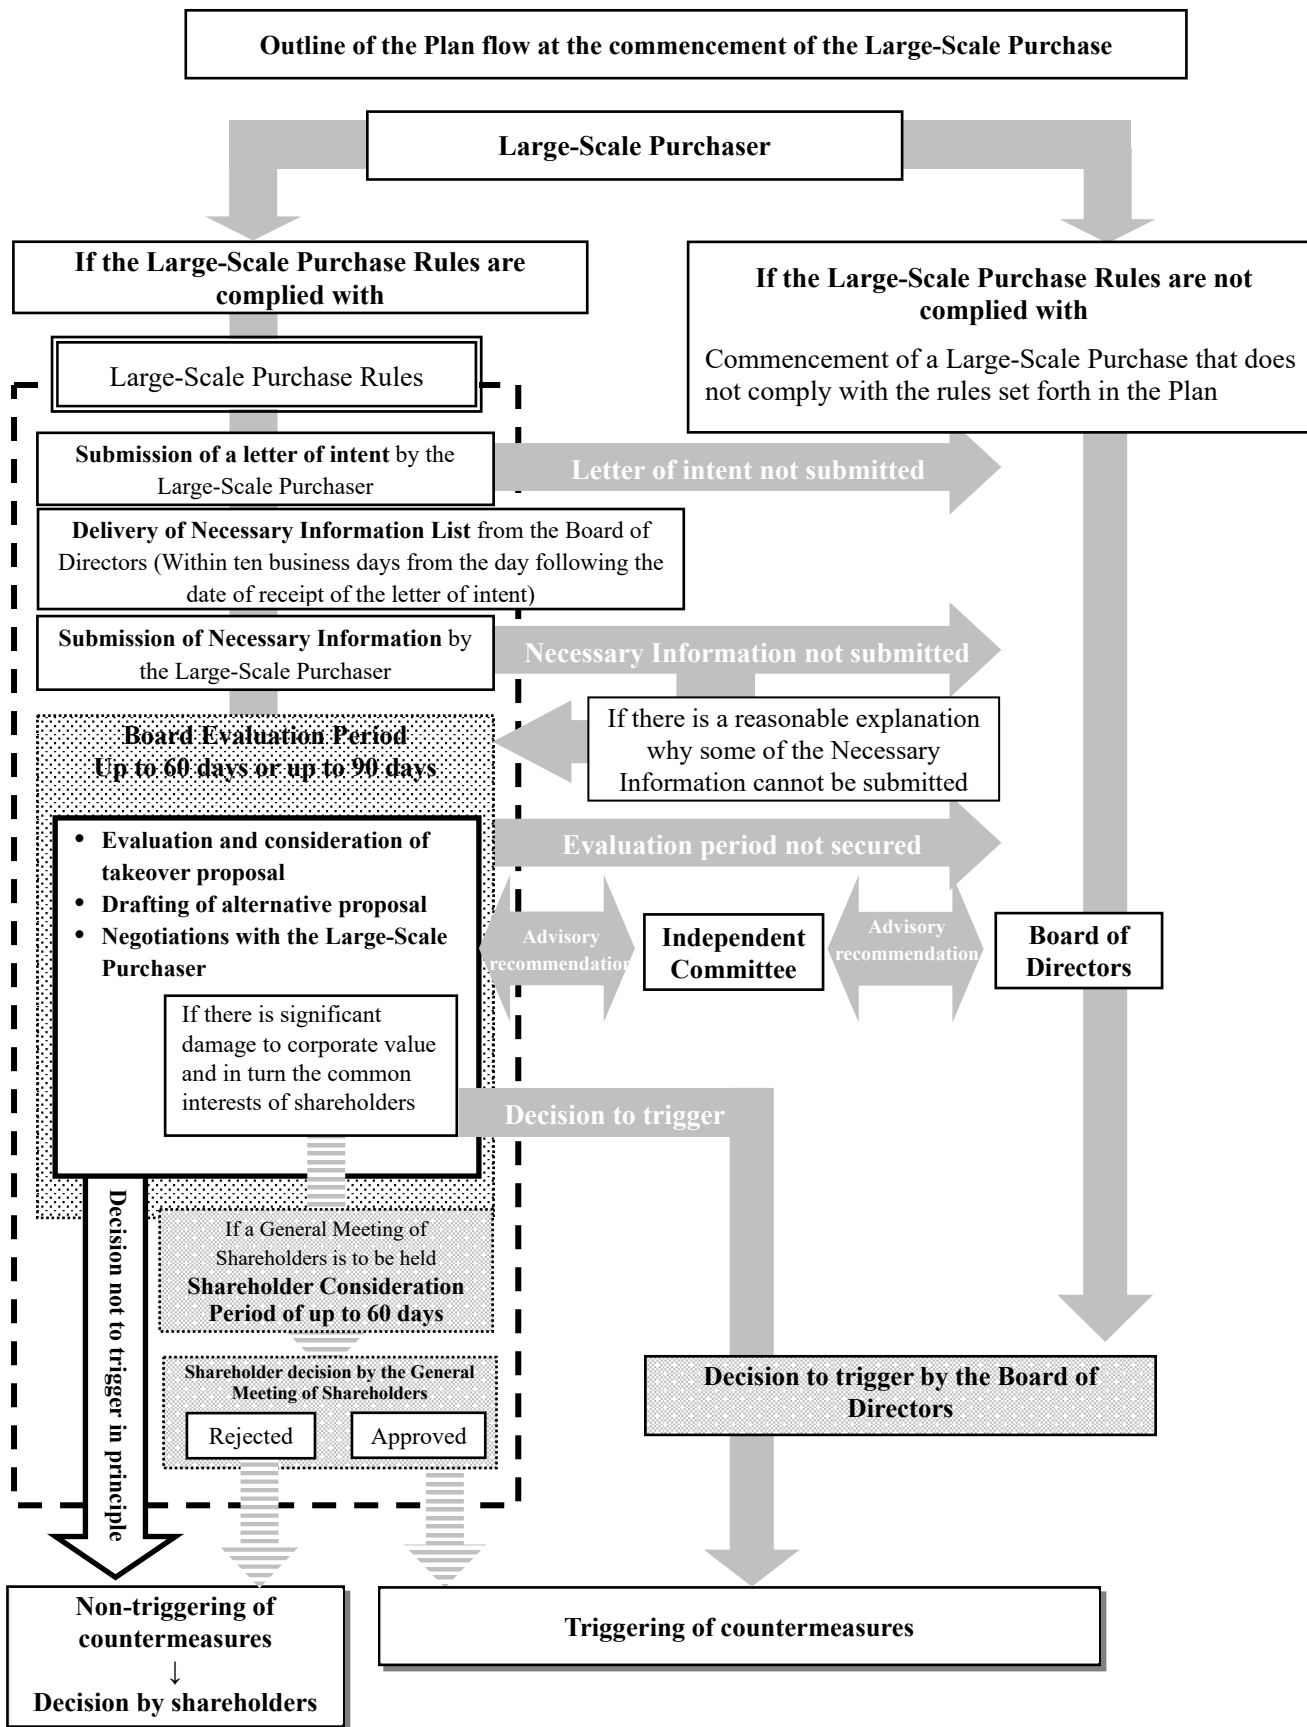 Outline of the Plan flow at the commencement of the Large-Scale Purchase
Large-Scale Purchaser
If the Large-Scale Purchase Rules are
complied with
If the Large-Scale Purchase Rules are not
complied with
Commencement of a Large-Scale Purchase that does
not comply with the rules set forth in the Plan
Large-Scale Purchase Rules
Submission of a letter of intent by the
Large-Scale Purchaser
Letter of intent not submitted
Delivery of Necessary Information List from the Board of
Directors (Within ten business days from the day following the
date of receipt of the letter of intent)
Submission of Necessary Information by
the Large-Scale Purchaser
Necessary Information not submitted
If there is a reasonable explanation
why some of the Necessary
Information cannot be submitted
Board Evaluation Period
Up to 60 days or up to 90 days
• Evaluation and consideration of
takeover proposal
• Drafting of alternative proposal
• Negotiations with the Large-Scale
Purchaser
Evaluation period not secured
Advisory
recommendation
Independent
Committee
Advisory
recommendation
Board of
Directors
If there is significant
damage to corporate value
and in turn the common
interests of shareholders
Decision to trigger
Decision not to trigger in principle
If a General Meeting of
Shareholders is to be held
Shareholder Consideration
Period of up to 60 days
Shareholder decision by the General
Meeting of Shareholders
Rejected
Approved
Decision to trigger by the Board of
Directors
Non-triggering of
countermeasures
↓
Decision by shareholders
Triggering of countermeasures